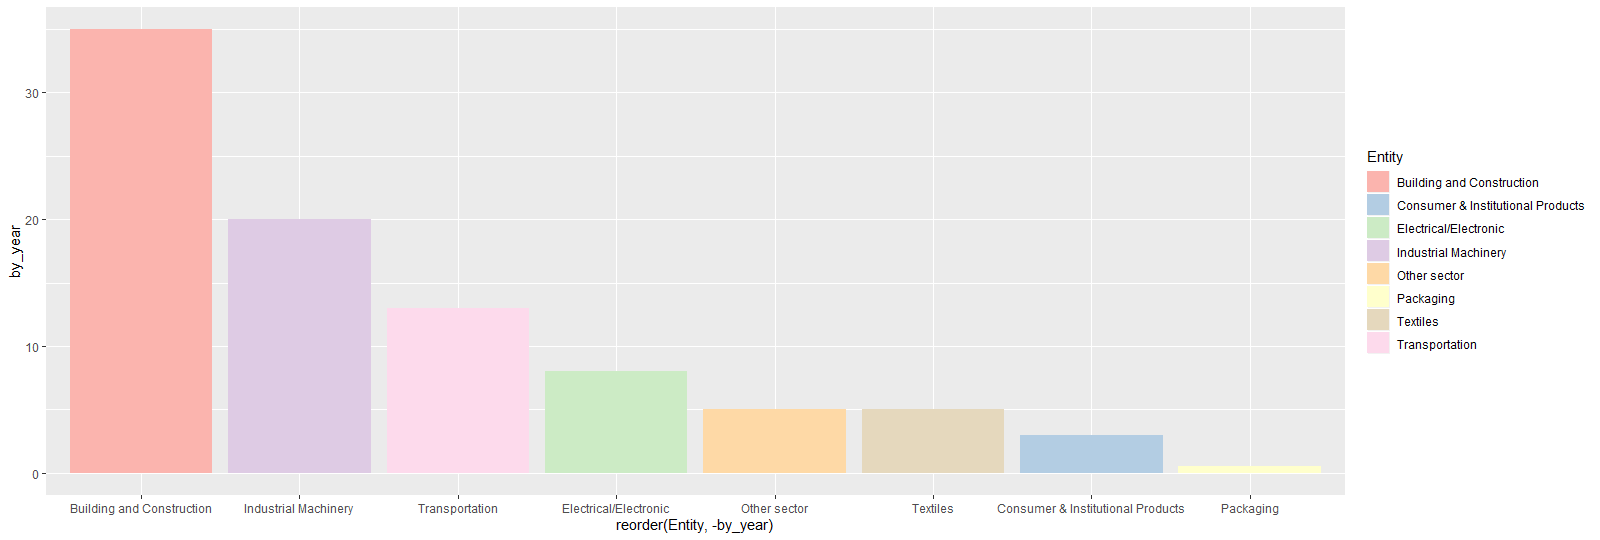 30
20
10
0
by_year
Building and Construction
Industrial Machinery
Transportation
Electrical/Electronic
Other sector
Textiles
Consumer & Institutional Products
Packaging
reorder(Entity, -by_year)
Entity
Building and Construction
Consumer & Institutional Products
Electrical/Electronic
Industrial Machinery
Other sector
Packaging
Textiles
Transportation